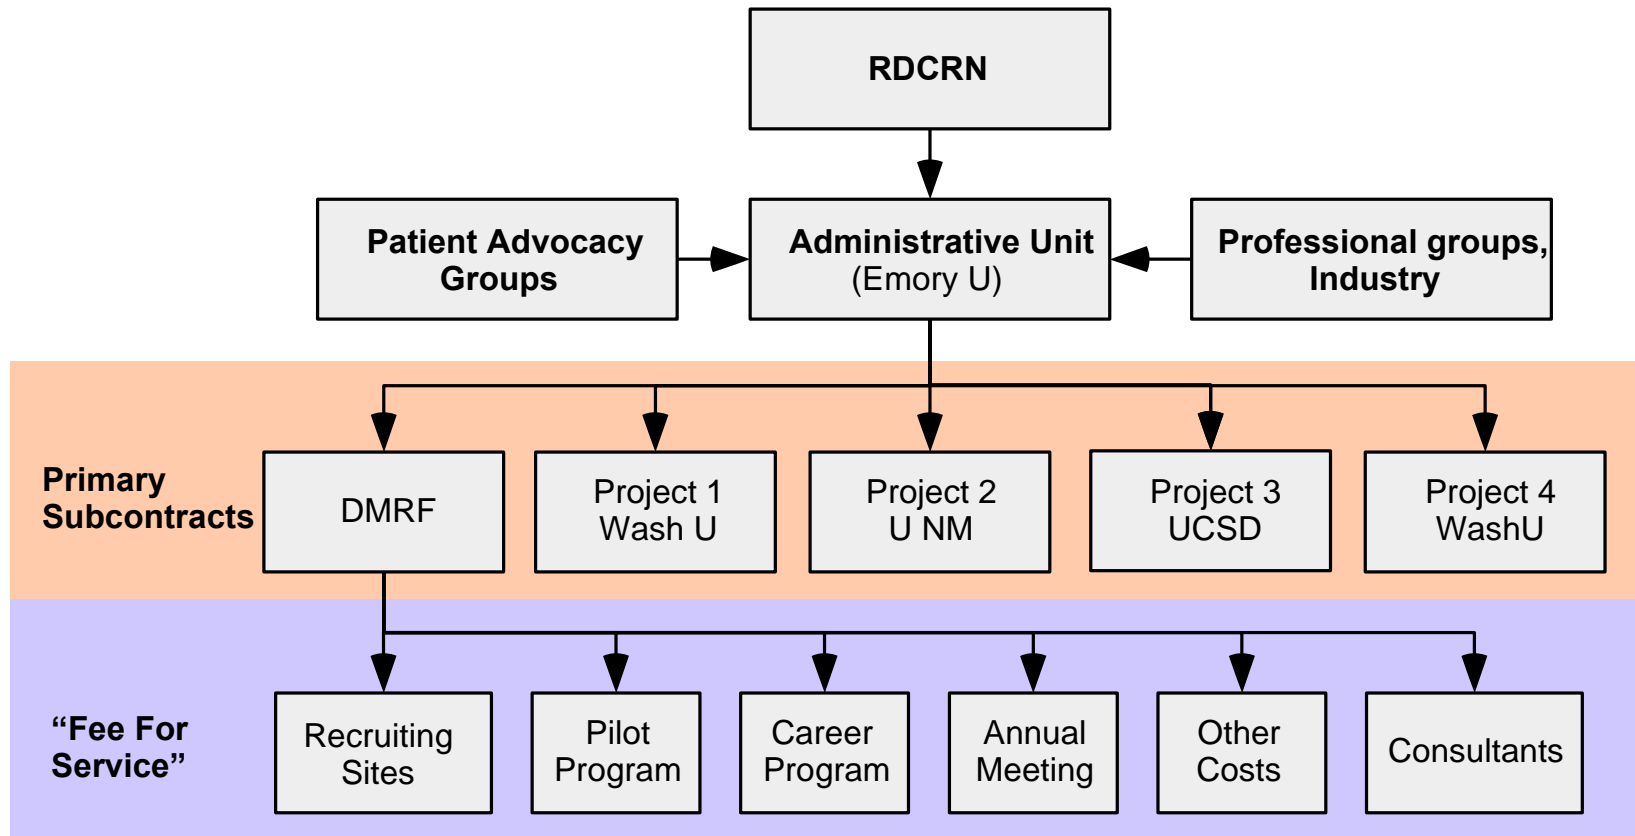 RDCRN
Patient Advocacy
Groups
Administrative Unit
(Emory U)
Professional groups,
Industry
Primary
Subcontracts
DMRF
Project 1
Wash U
Project 2
U NM
Project 3
UCSD
Project 4
WashU
“Fee For
Service”
Recruiting
Sites
Pilot
Program
Career
Program
Annual
Meeting
Other
Costs
Consultants